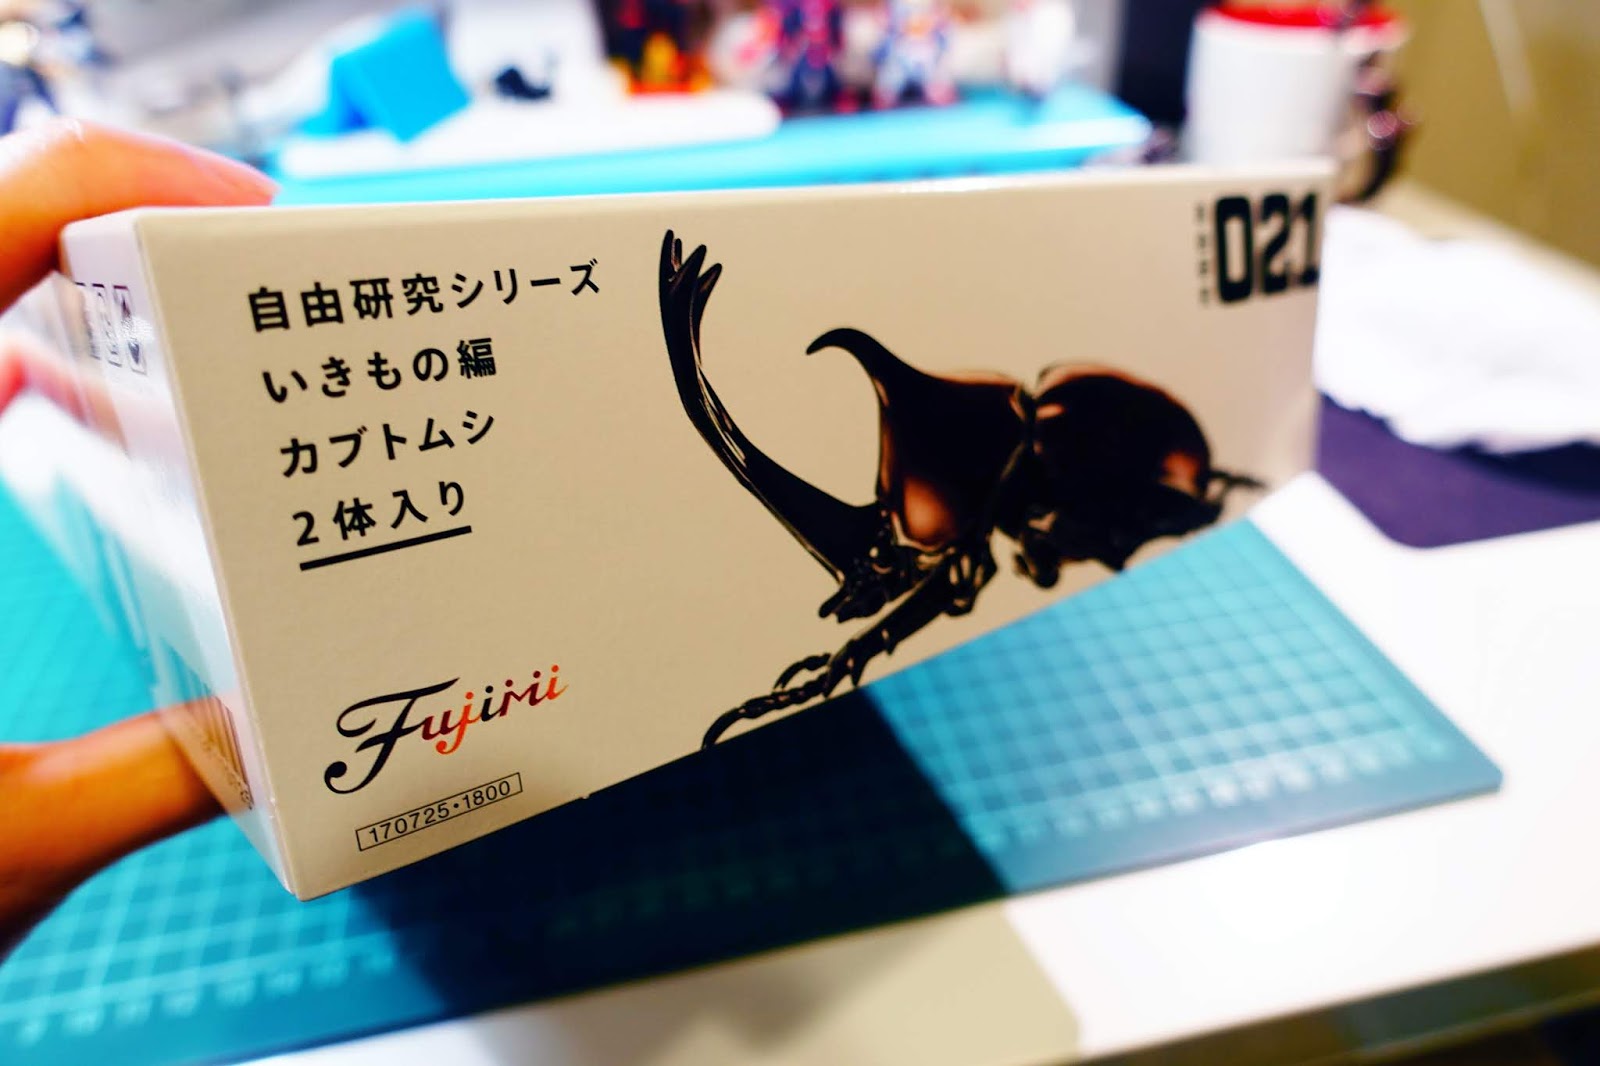 自由研究シリーズ
いきもの編
カブトムシ
2体入り
Fujimi
170725・1800
021